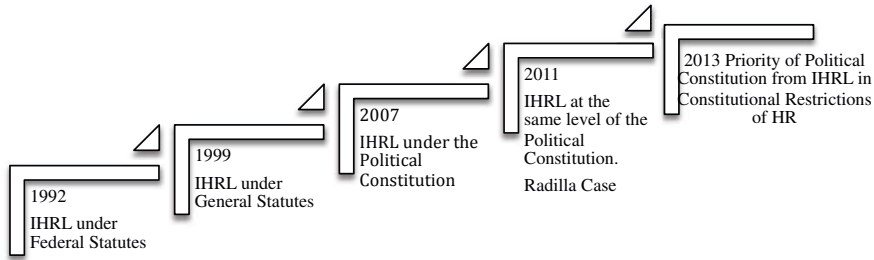 1992
IHRL under
Federal Statutes
1999
IHRL under
General Statutes
2007
IHRL under the
Political
Constitution
2011
IHRL at the
same level of the
Political
Constitution.
Radilla Case
2013 Priority of Political
Constitution from IHRL in
Constitutional Restrictions
of HR